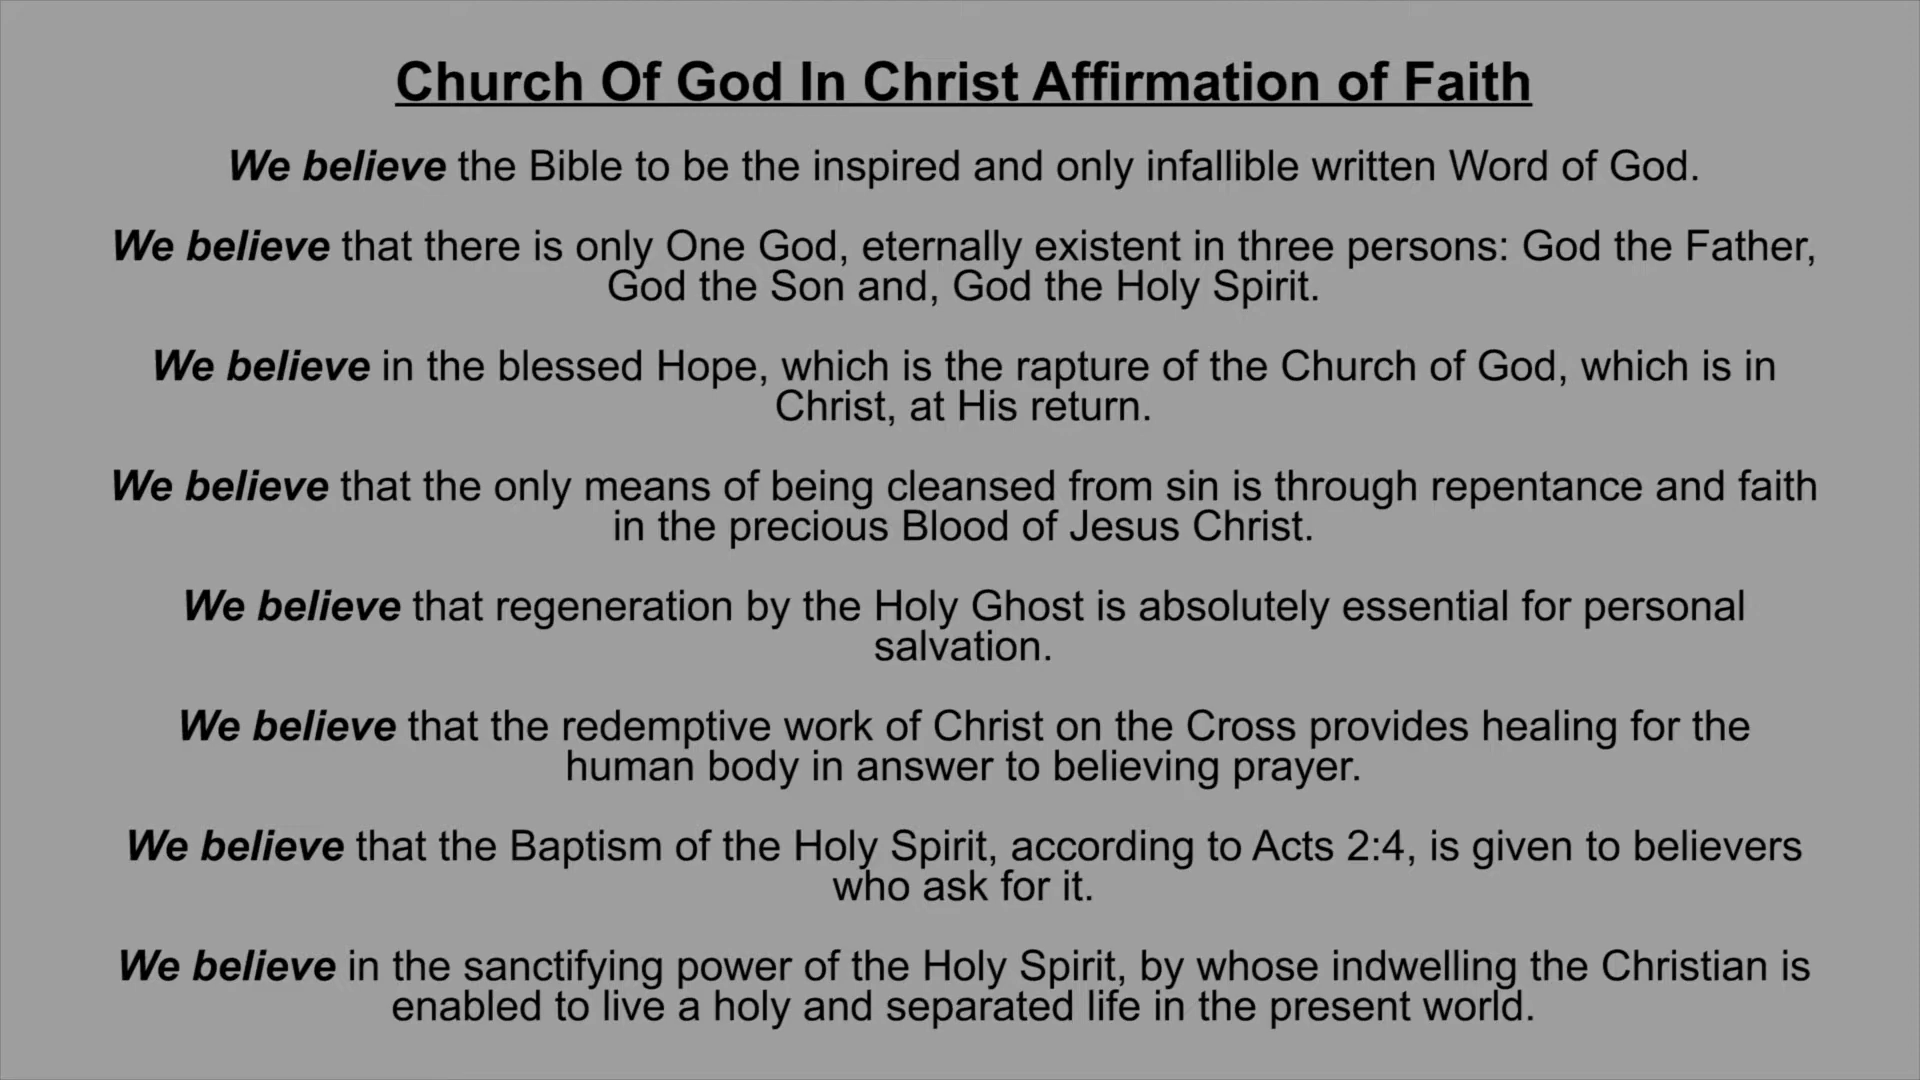 Church Of God In Christ Affirmation of Faith
We believe the Bible to be the inspired and only infallible written Word of God.
We believe that there is only One God, eternally existent in three persons: God the Father,
God the Son and, God the Holy Spirit.
We believe in the blessed Hope, which is the rapture of the Church of God, which is in
Christ, at His return.
We believe that the only means of being cleansed from sin is through repentance and faith
in the precious Blood of Jesus Christ.
We believe that regeneration by the Holy Ghost is absolutely essential for personal
salvation.
We believe that the redemptive work of Christ on the Cross provides healing for the
human body in answer to believing prayer.
We believe that the Baptism of the Holy Spirit, according to Acts 2:4, is given to believers
who ask for it.
We believe in the sanctifying power of the Holy Spirit, by whose indwelling the Christian is
enabled to live a holy and separated life in the present world.